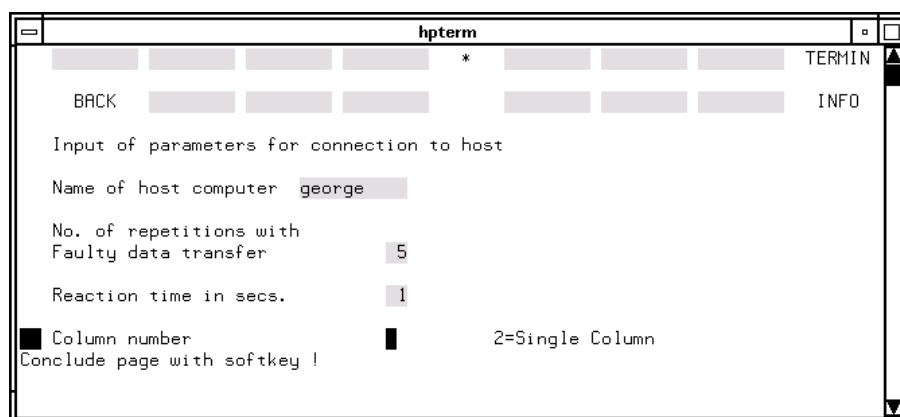 hpterm
* TERMIN
BACK INFO
Input of parameters for connection to host
Name of host computer george
No. of repetitions with
Faulty data transfer 5
Reaction time in secs. 1
Column number 2=Single Column
Conclude page with softkey !